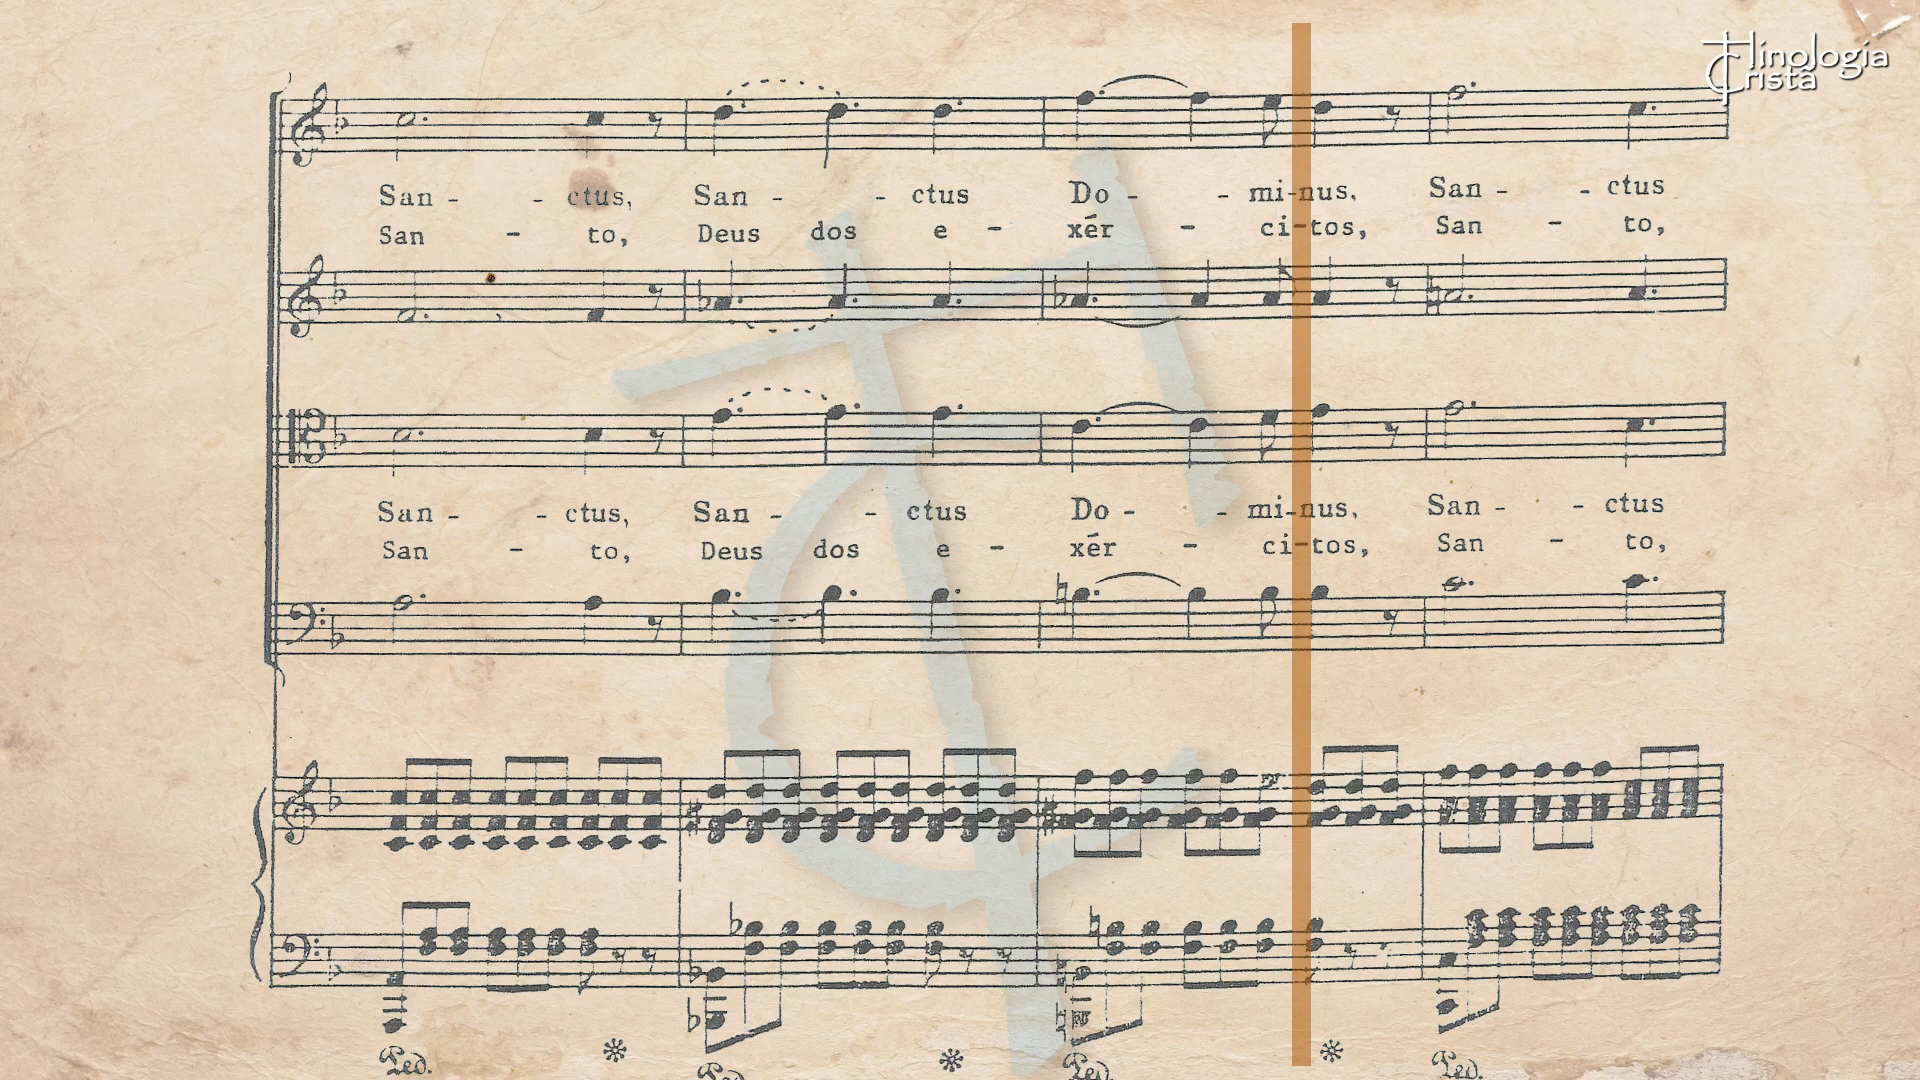 Hinologia
Cristã
San - - ctus, San - - ctus Do - - mi-nus, San - - ctus
San - to, Deus dos e - xér - ci-tos, San - to,
San - - ctus, San - - ctus Do - - mi-nus, San - - ctus
San - to, Deus dos e - xér - ci-tos, San - to,
Ped. Ped. Ped. Ped.